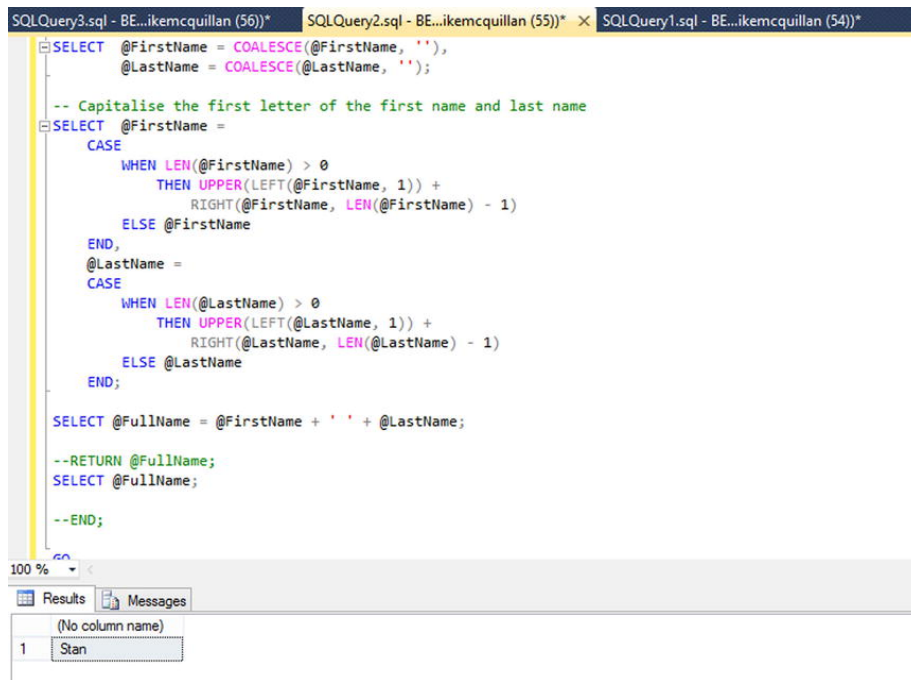 SQLQuery3.sql - BE...ikemcquillan (56))* SQLQuery2.sql - BE...ikemcquillan (55))* SQLQuery1.sql - BE...ikemcquillan (54))*
SELECT @FirstName = COALESCE(@FirstName, ''),
@LastName = COALESCE(@LastName, '');
-- Capitalise the first letter of the first name and last name
SELECT @FirstName =
CASE
WHEN LEN(@FirstName) > 0
THEN UPPER(LEFT(@FirstName, 1)) +
RIGHT(@FirstName, LEN(@FirstName) - 1)
ELSE @FirstName
END,
@LastName =
CASE
WHEN LEN(@LastName) > 0
THEN UPPER(LEFT(@LastName, 1)) +
RIGHT(@LastName, LEN(@LastName) - 1)
ELSE @LastName
END;
SELECT @FullName = @FirstName + ' ' + @LastName;
--RETURN @FullName;
SELECT @FullName;
--END;
GO
100 %
Results Messages
(No column name)
1 Stan